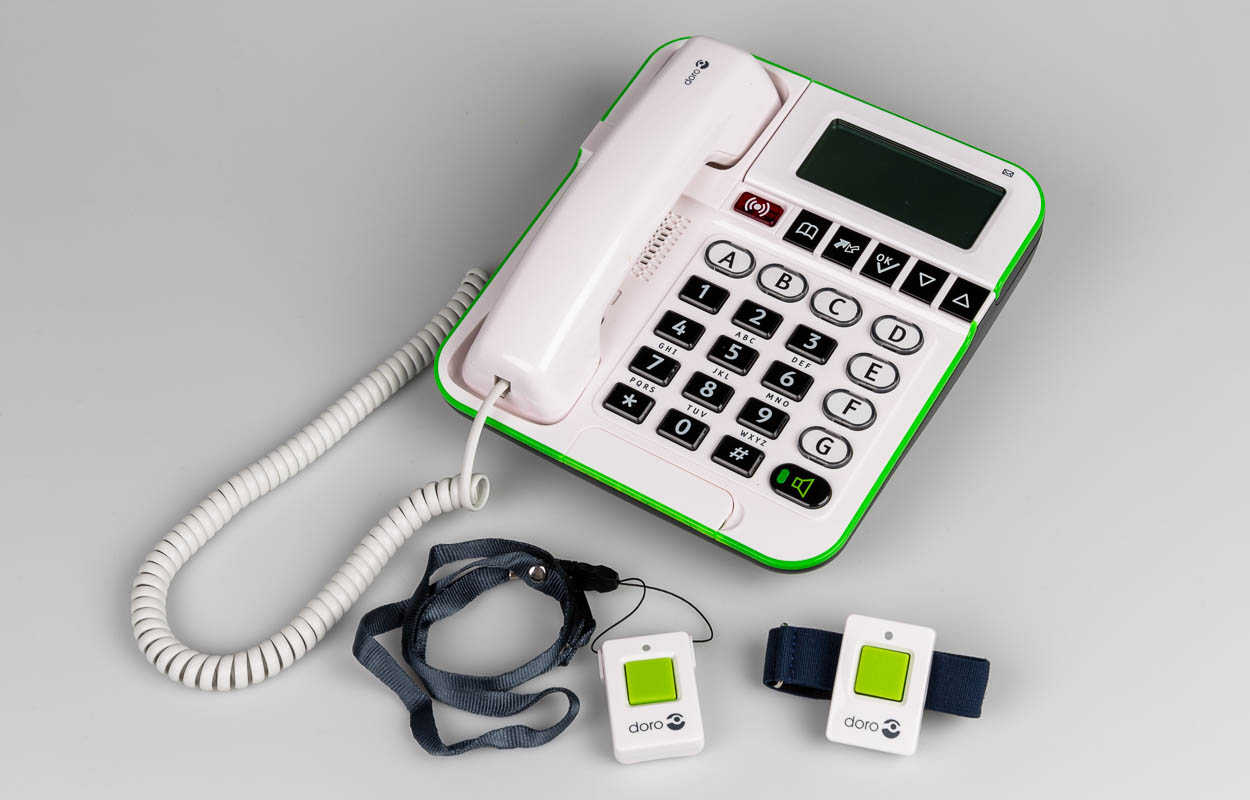 doro
OK
A
B
C
D
1
2
3
E
ABC
DEF
4
5
6
F
GHI
JKL
MNO
7
8
9
G
PQRS
TUV
WXYZ
*
0
#
doro
doro